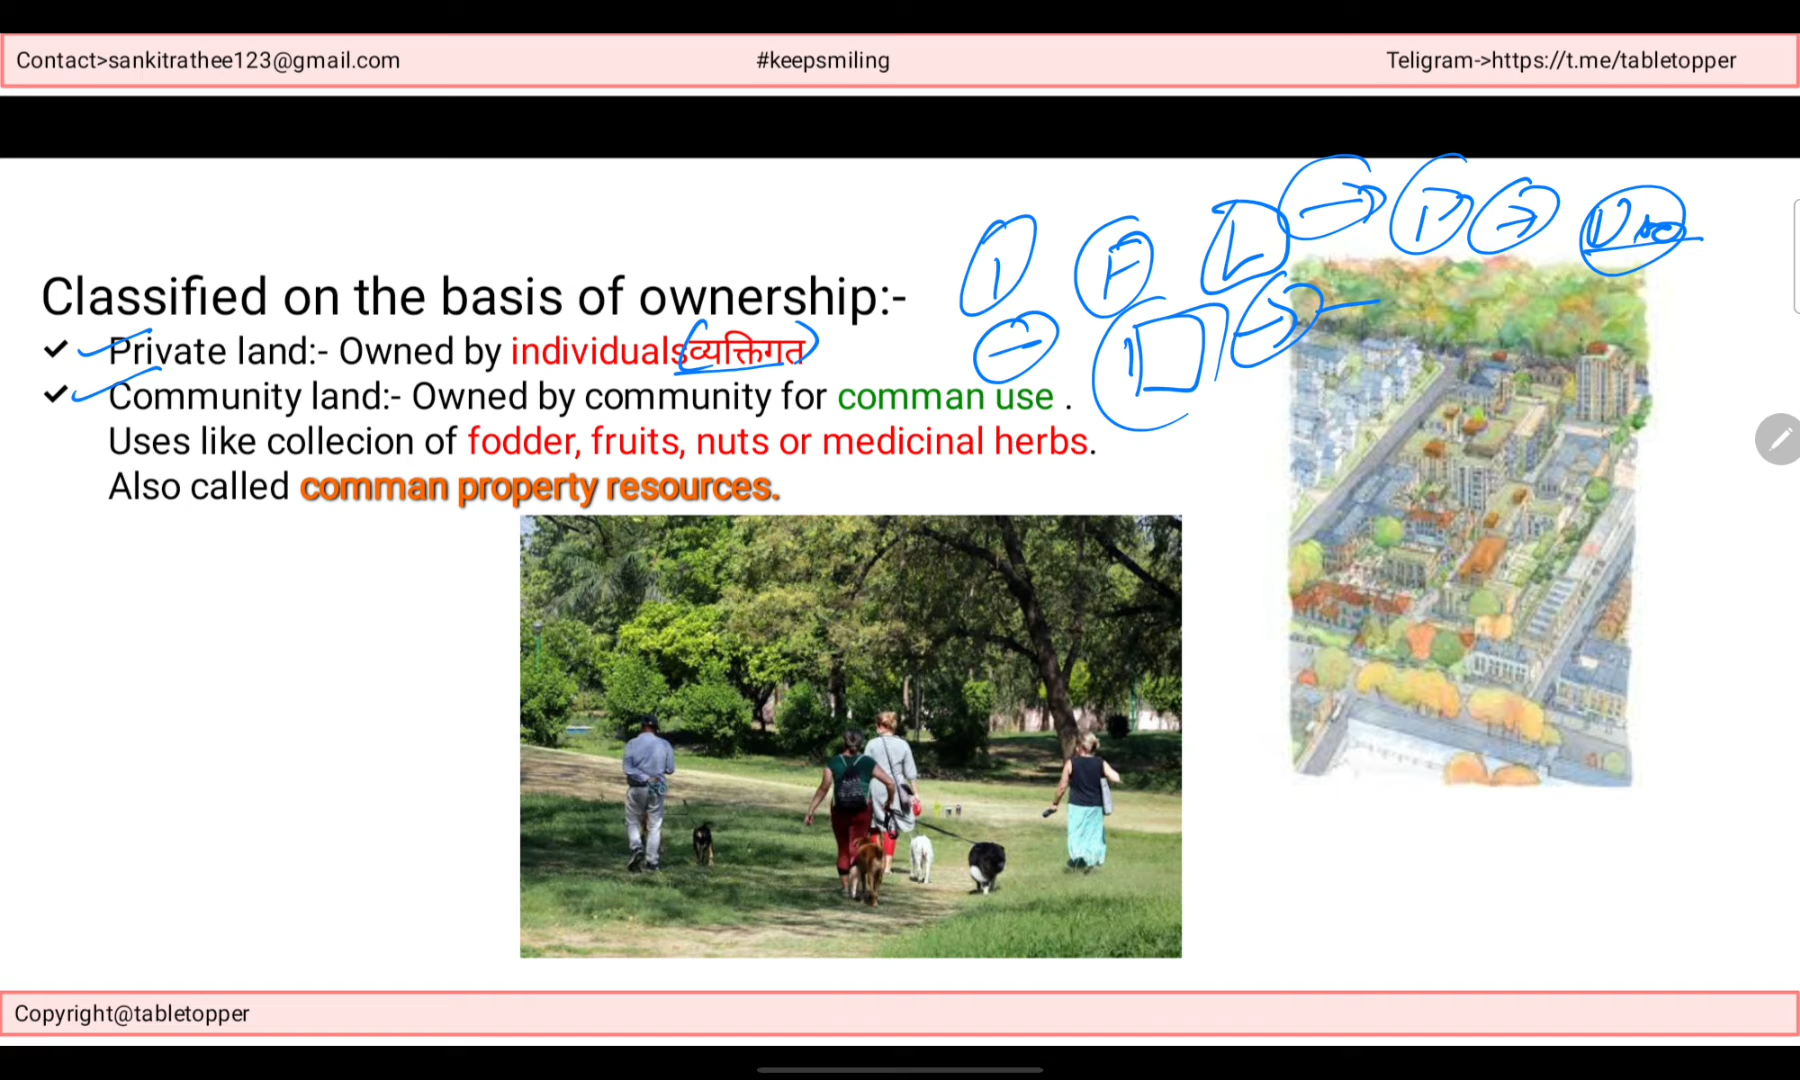 Contact>sankitrathee123@gmail.com #keepsmiling Teligram->https://t.me/tabletopper
Classified on the basis of ownership:-
✔ Private land:- Owned by individualsव्यक्तिगत
✔ Community land:- Owned by community for comman use .
Uses like collecion of fodder, fruits, nuts or medicinal herbs.
Also called comman property resources.
Copyright@tabletopper